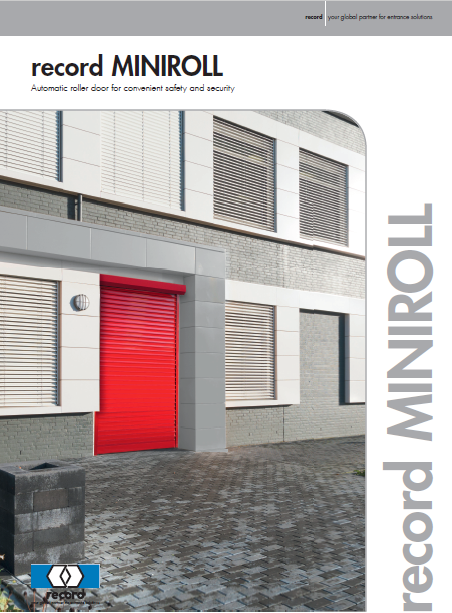 record your global partner for entrance solutions
record MINIROLL
Automatic roller door for convenient safety and security
record MINIROLL
record